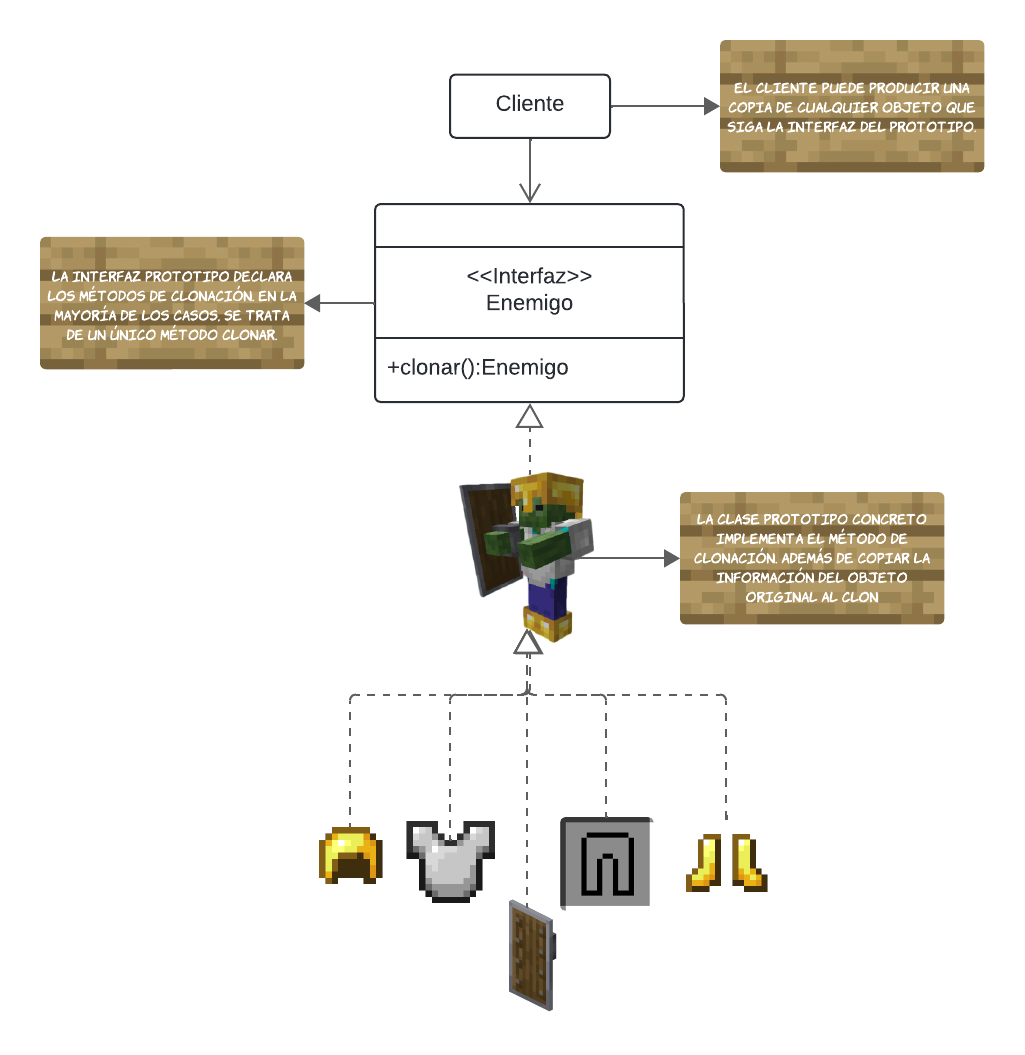 EL CLIENTE PUEDE PRODUCIR UNA
COPIA DE CUALQUIER OBJETO QUE
SIGA LA INTERFAZ DEL PROTOTIPO.
Cliente
<<Interfaz>>
Enemigo
+clonar():Enemigo
LA INTERFAZ PROTOTIPO DECLARA
LOS MÉTODOS DE CLONACIÓN. EN LA
MAYORÍA DE LOS CASOS, SE TRATA
DE UN ÚNICO MÉTODO CLONAR.
LA CLASE PROTOTIPO CONCRETO
IMPLEMENTA EL MÉTODO DE
CLONACIÓN. ADEMÁS DE COPIAR LA
INFORMACIÓN DEL OBJETO
ORIGINAL AL CLON